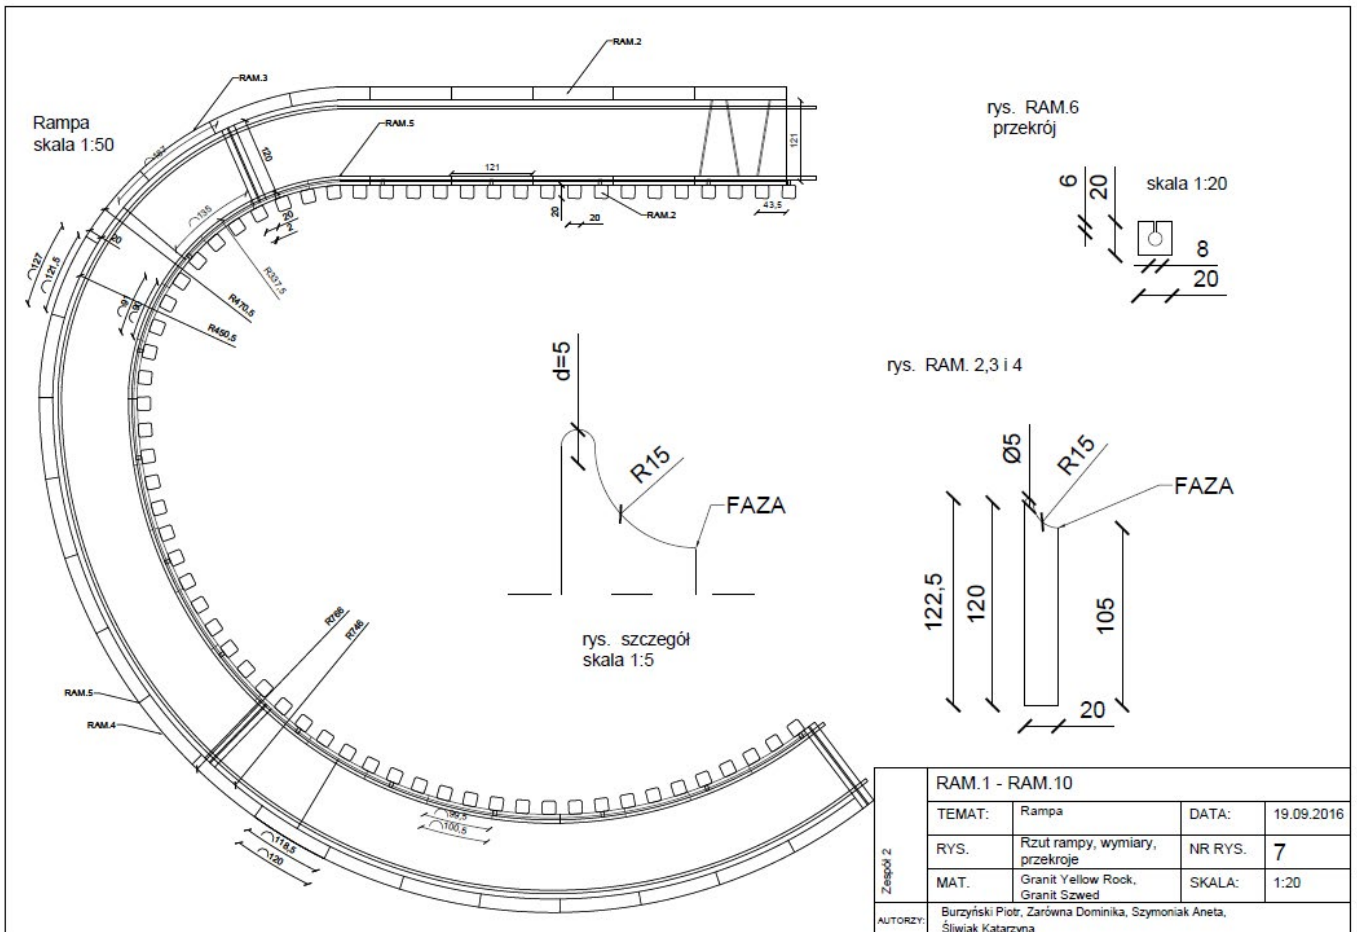 RAM.2
RAM.3
Rampa
skala 1:50
RAM.5
120
121
121
43,5
20
20
RAM.2
135
20
2
R337,5
20
127
121,5
91
90
R470,5
R450,5
R766
R746
RAM.5
RAM.4
99,5
100,5
118,5
120
d=5
R15
FAZA
rys. szczegół
skala 1:5
rys. RAM.6
przekrój
skala 1:20
6
20
8
20
rys. RAM. 2,3 i 4
Ø5
R15
FAZA
122,5
120
105
20
RAM.1 - RAM.10
TEMAT: Rampa DATA: 19.09.2016
RYS. Rzut rampy, wymiary, przekroje NR RYS. 7
MAT. Granit Yellow Rock, Granit Szwed SKALA: 1:20
Zespół 2
AUTORZY: Burzyński Piotr, Zarówna Dominika, Szymoniak Aneta,
Śliwiak Katarzyna